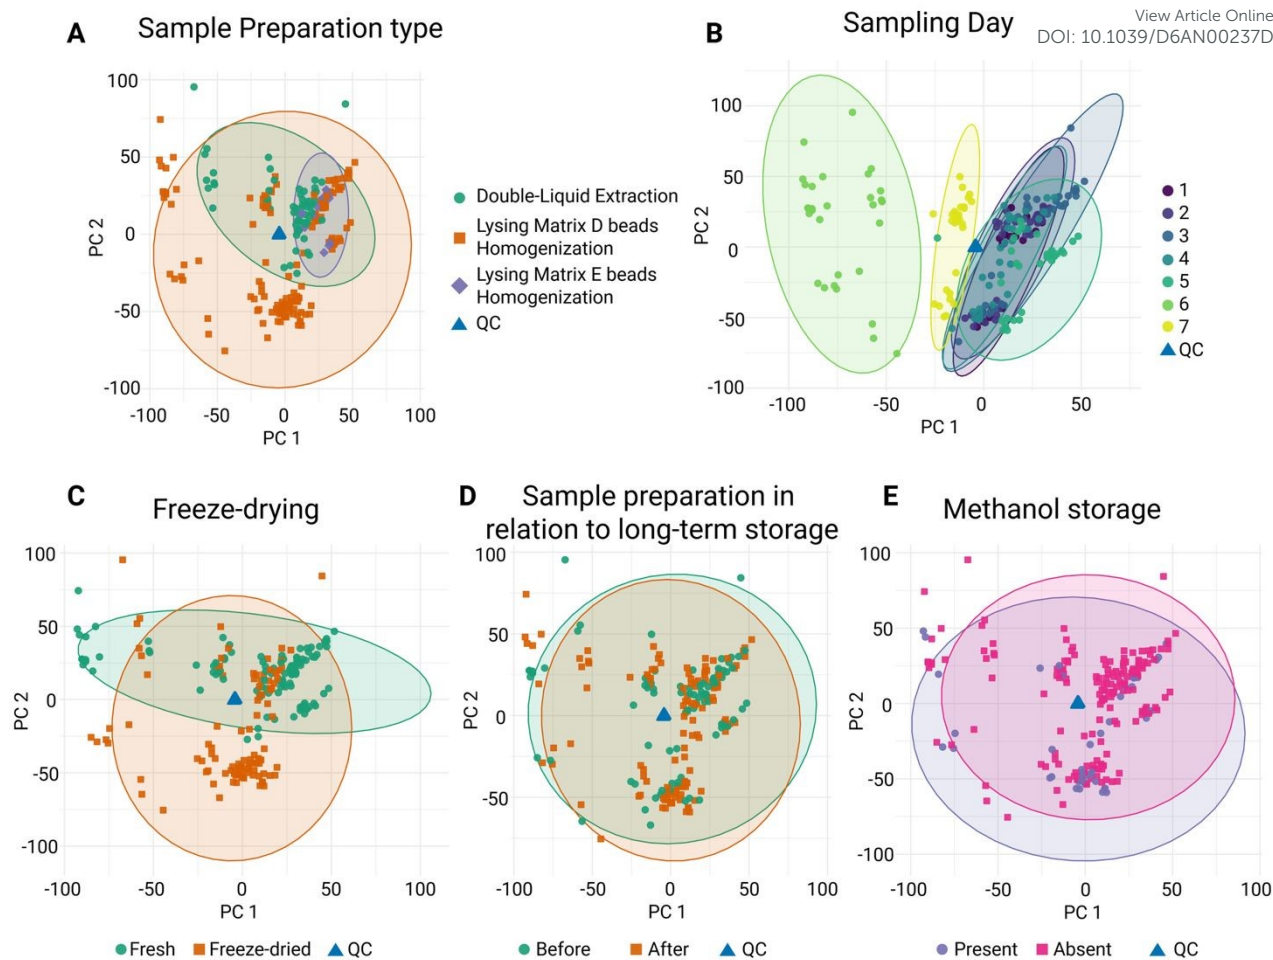 View Article Online
DOI: 10.1039/D6AN00237D
A
Sample Preparation type
100
50
0
-50
-100
PC 2
-100
-50
0
50
100
PC 1
Double-Liquid Extraction
Lysing Matrix D beads
Homogenization
Lysing Matrix E beads
Homogenization
QC
B
Sampling Day
100
50
0
-50
-100
PC 2
-100
-50
0
50
PC 1
1
2
3
4
5
6
7
QC
C
Freeze-drying
100
50
0
-50
-100
PC 2
-100
-50
0
50
100
PC 1
Fresh
Freeze-dried
QC
D
Sample preparation in
relation to long-term storage
100
50
0
-50
PC 2
-100
-50
0
50
100
PC 1
Before
After
QC
E
Methanol storage
100
50
0
-50
-100
PC 2
-100
-50
0
50
100
PC 1
Present
Absent
QC